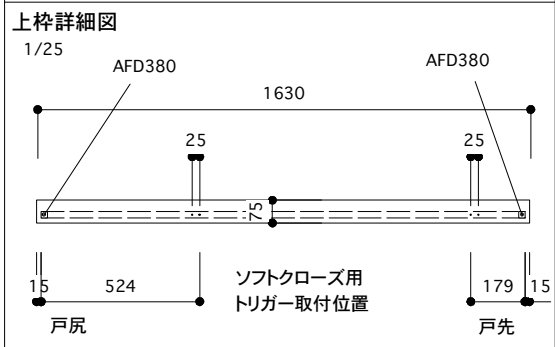 上枠詳細図
1/25
AFD380
AFD380
1630
25
25
75
15
524
ソフトクローズ用
トリガー取付位置
179
15
戸尻
戸先